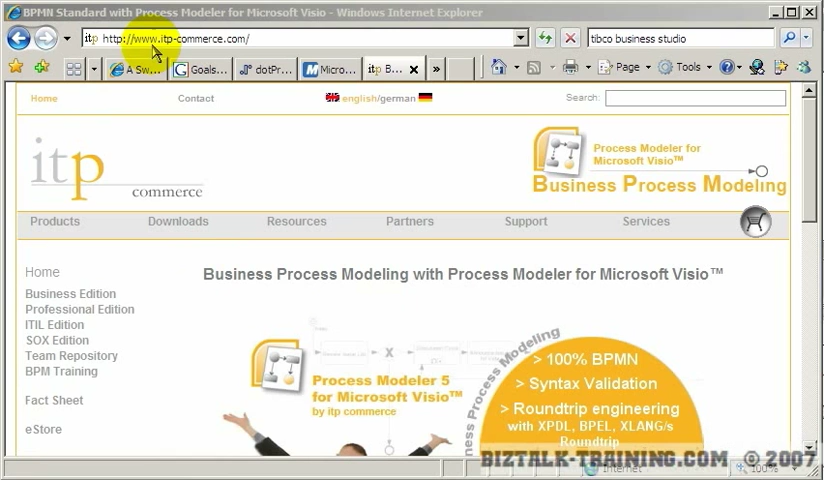 BPMN Standard with Process Modeler for Microsoft Visio - Windows Internet Explorer
itp http://www.itp-commerce.com/
tibco business studio
A Sw...
Goals...
dotPr...
Micro...
itp B...
Page
Tools
Home
Contact
english/german
Search:
itp
commerce
Process Modeler for
Microsoft Visio™
Business Process Modeling
Products
Downloads
Resources
Partners
Support
Services
Home
Business Edition
Professional Edition
ITIL Edition
SOX Edition
Team Repository
BPM Training
Fact Sheet
eStore
Business Process Modeling with Process Modeler for Microsoft Visio™
Process Modeler 5
for Microsoft Visio™
by itp commerce
Business Process Modeling
> 100% BPMN
> Syntax Validation
> Roundtrip engineering
with XPDL, BPEL, XLANG/s
Roundtrip
BIZTALK-TRAINING.COM © 2007
Internet
100%